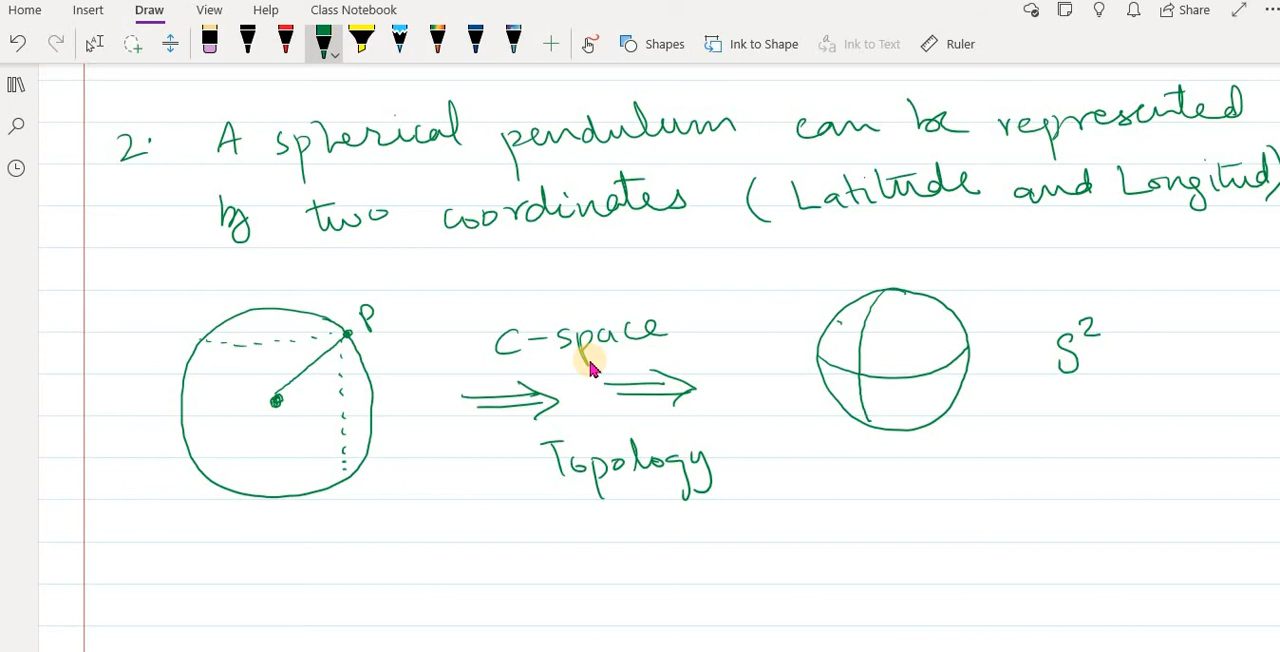 Home Insert Draw View Help Class Notebook Share
Shapes Ink to Shape Ink to Text Ruler
2. A spherical pendulum can be represented
by two coordinates (Latitude and Longitud)
P
C-space
S²
Topology